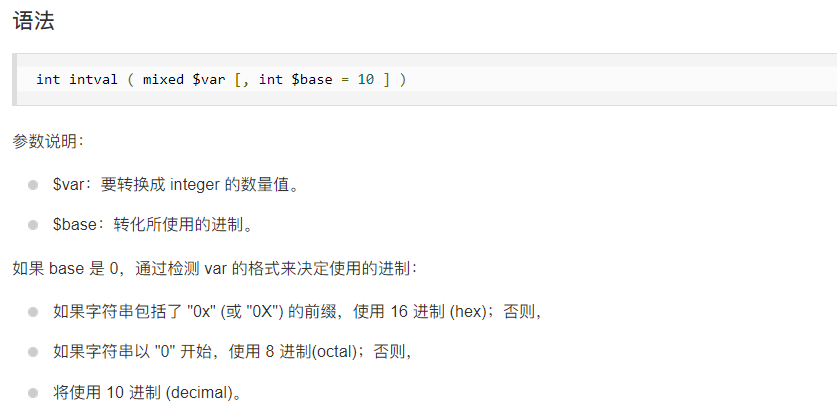 语法
int intval ( mixed $var [, int $base = 10 ] )
参数说明：
$var：要转换成 integer 的数量值。
$base：转化所使用的进制。
如果 base 是 0，通过检测 var 的格式来决定使用的进制：
如果字符串包括了 "0x" (或 "0X") 的前缀，使用 16 进制 (hex)；否则，
如果字符串以 "0" 开始，使用 8 进制(octal)；否则，
将使用 10 进制 (decimal)。